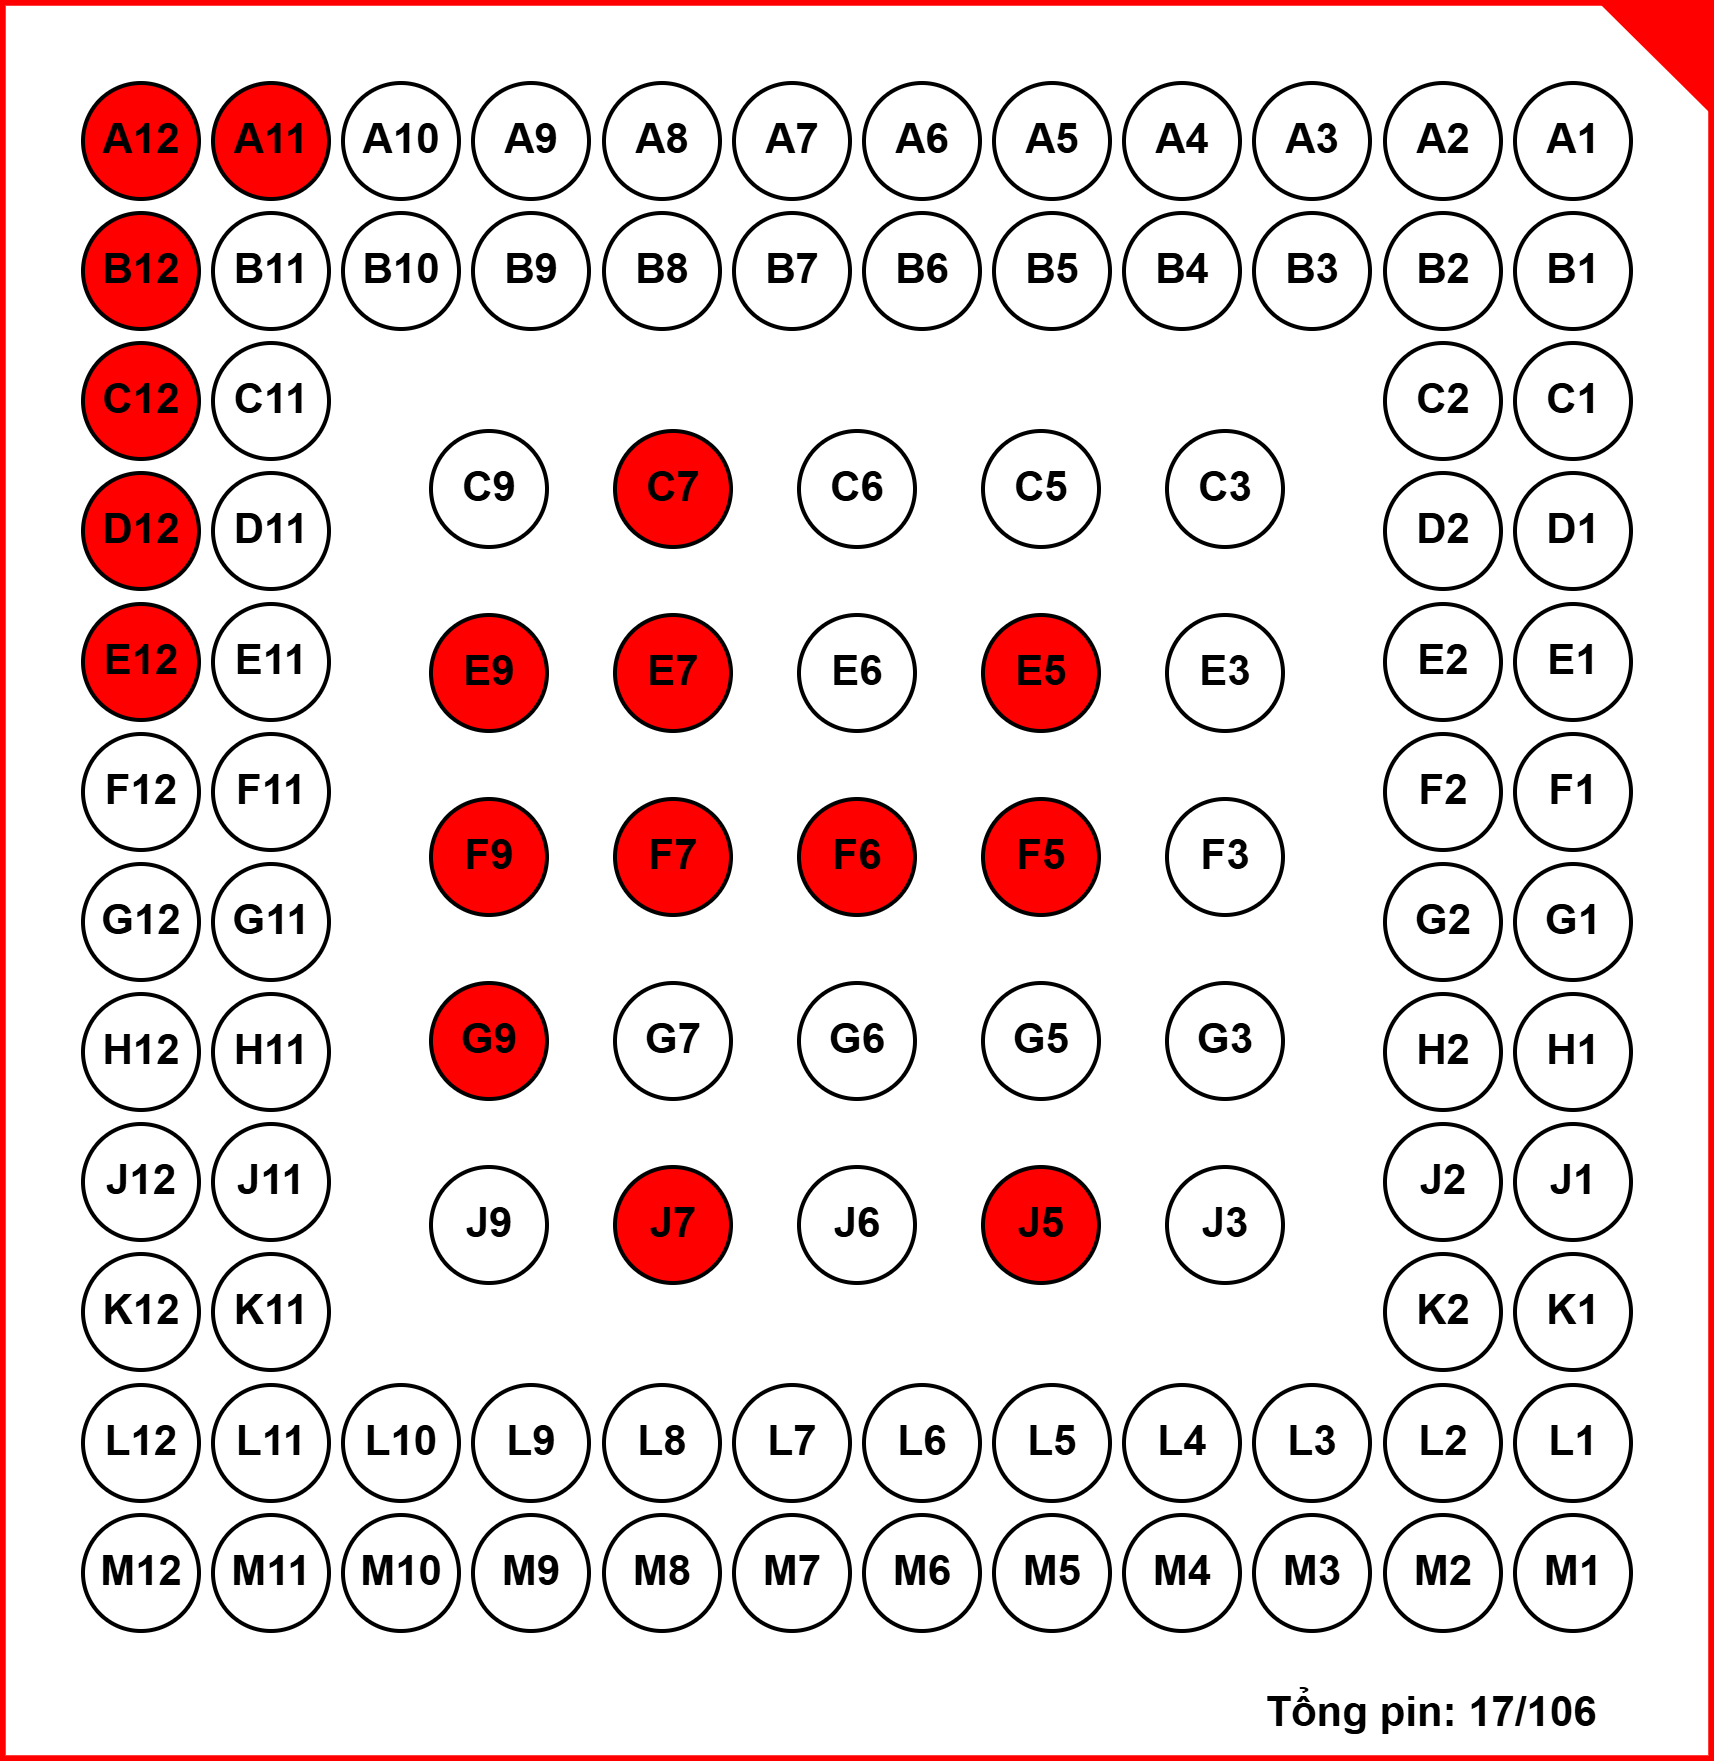 A12 A11 A10 A9 A8 A7 A6 A5 A4 A3 A2 A1
B12 B11 B10 B9 B8 B7 B6 B5 B4 B3 B2 B1
C12 C11 C2 C1
C9 C7 C6 C5 C3
D12 D11 D2 D1
E12 E11 E2 E1
E9 E7 E6 E5 E3
F12 F11 F2 F1
F9 F7 F6 F5 F3
G12 G11 G2 G1
G9 G7 G6 G5 G3
H12 H11 H2 H1
J12 J11 J2 J1
J9 J7 J6 J5 J3
K12 K11 K2 K1
L12 L11 L10 L9 L8 L7 L6 L5 L4 L3 L2 L1
M12 M11 M10 M9 M8 M7 M6 M5 M4 M3 M2 M1
Tổng pin: 17/106